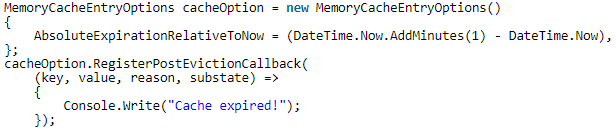 MemoryCacheEntryOptions cacheOption = new MemoryCacheEntryOptions()
{
    AbsoluteExpirationRelativeToNow = (DateTime.Now.AddMinutes(1) - DateTime.Now),
};
cacheOption.RegisterPostEvictionCallback(
    (key, value, reason, substate) =>
    {
        Console.Write("Cache expired!");
    });